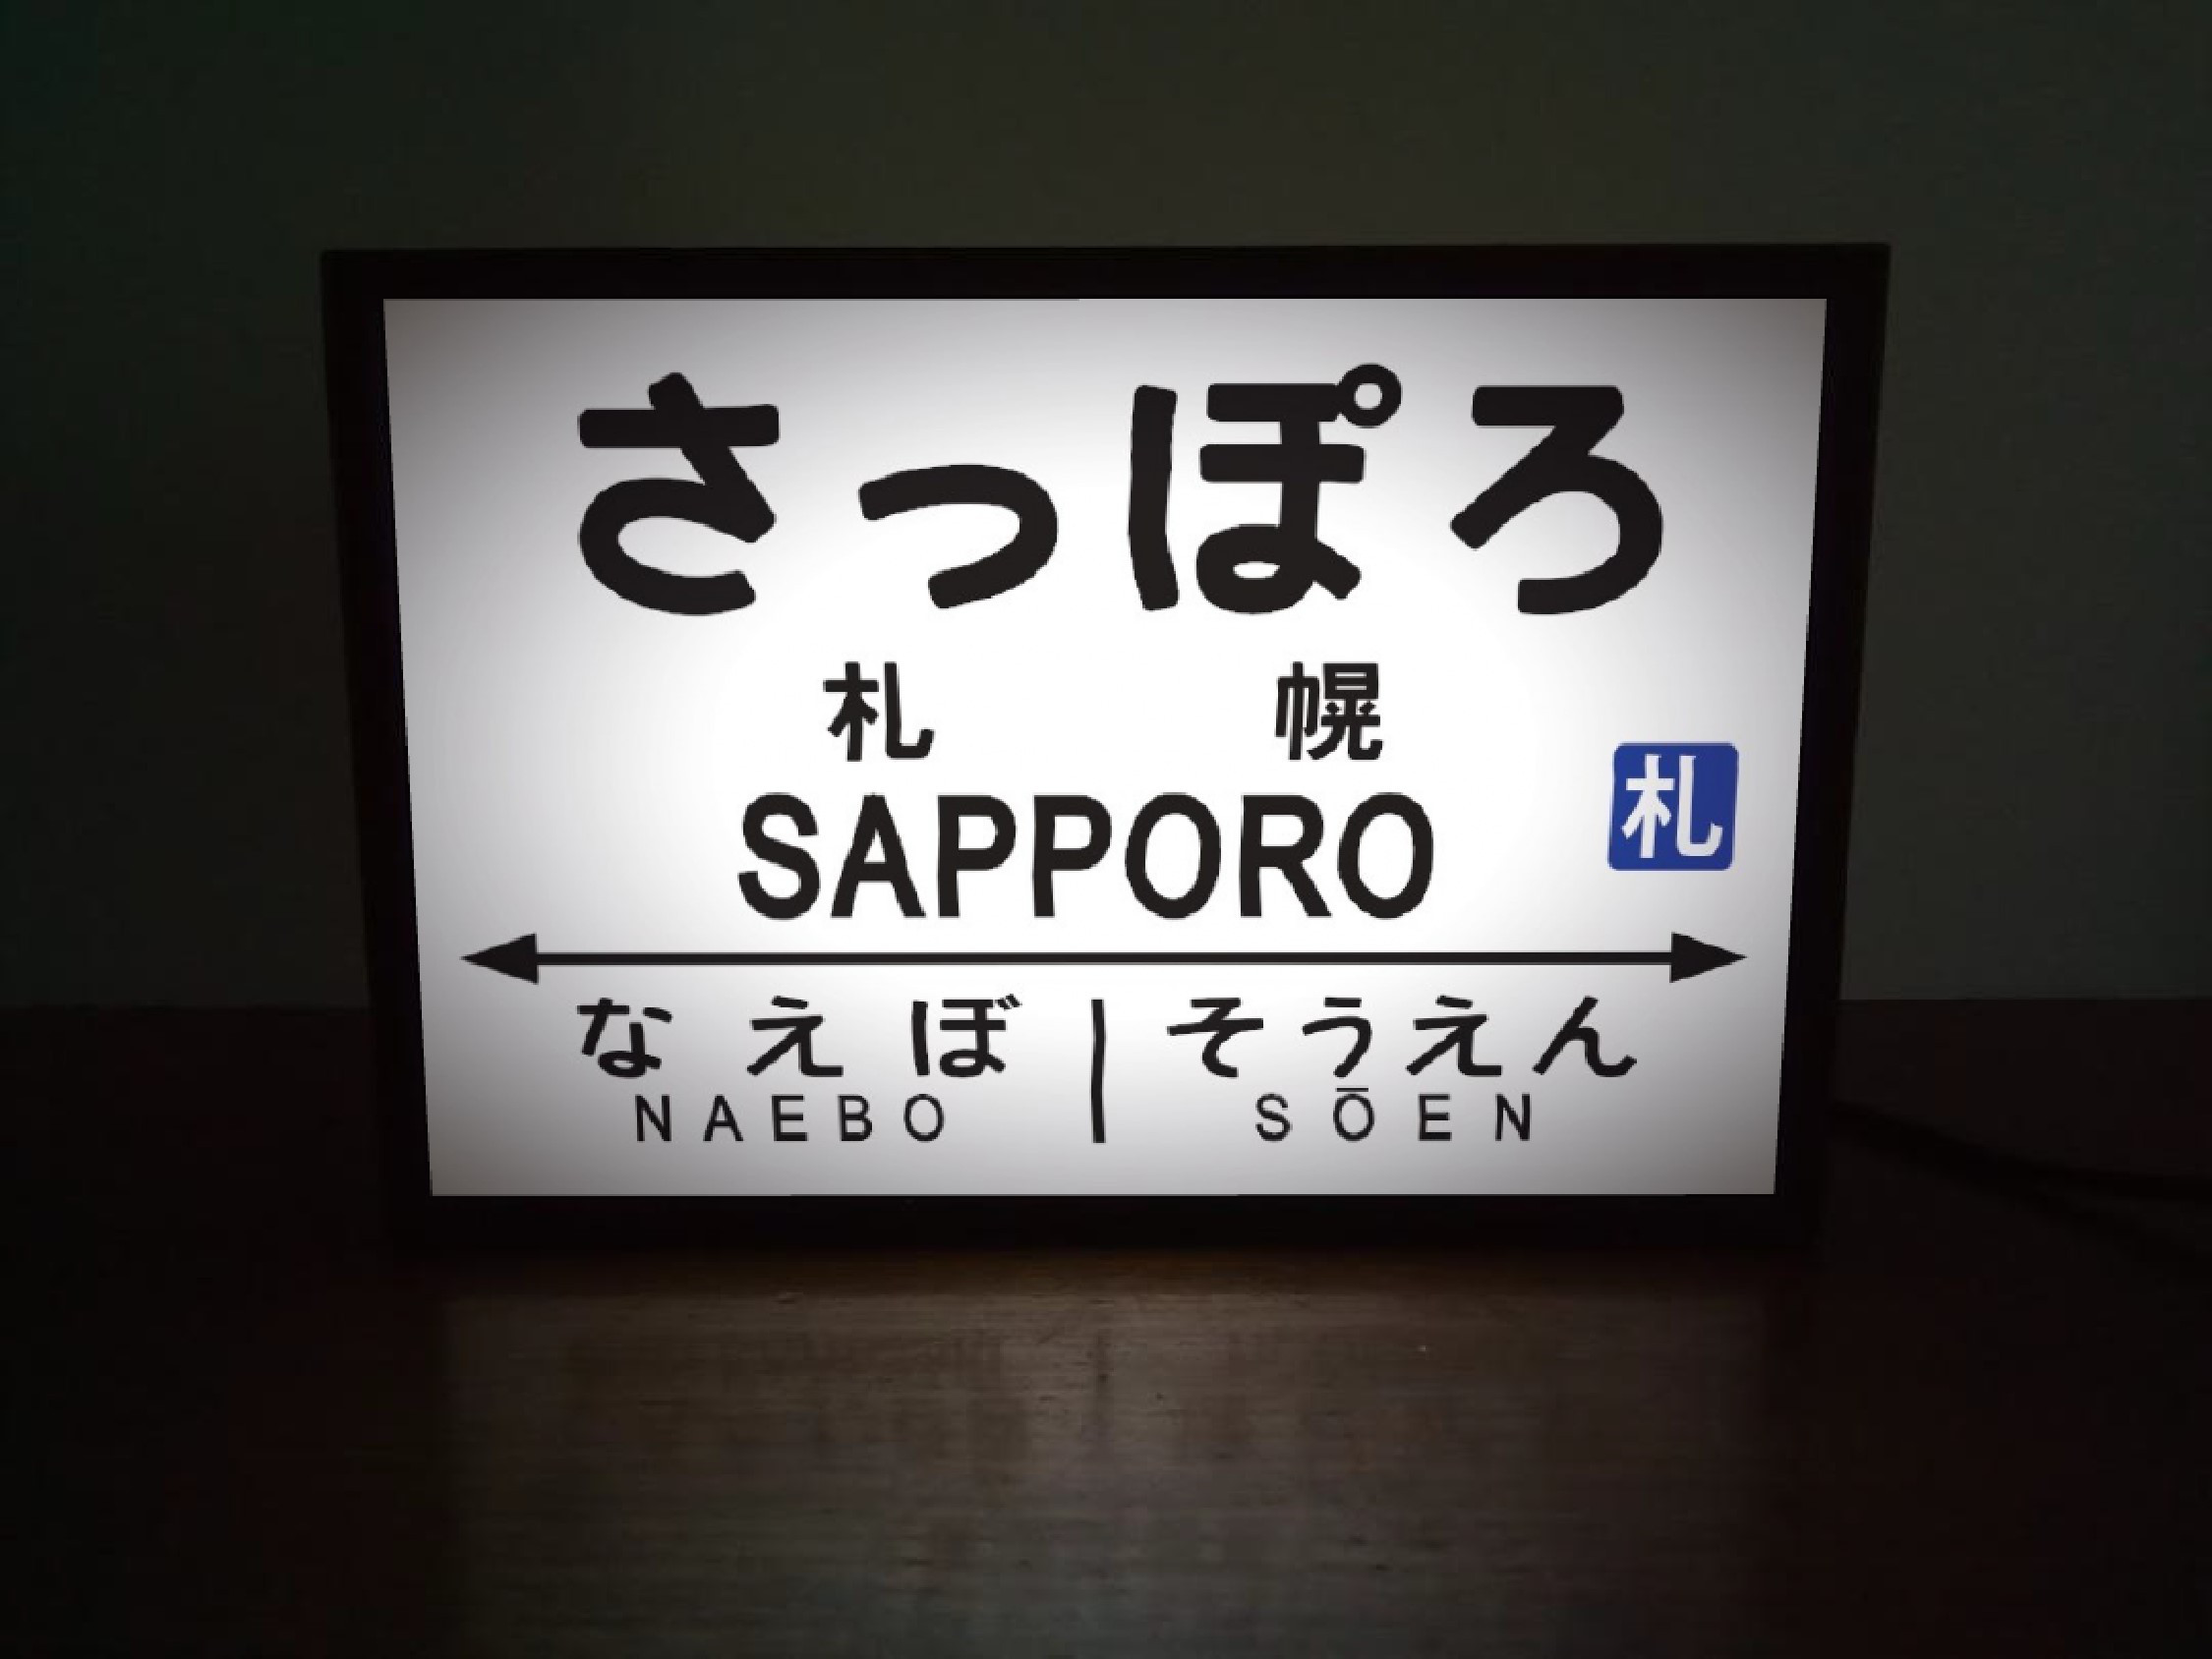 さっぽろ
札幌
SAPPORO
札
なえぼ | そうえん
NAEBO | SŌEN